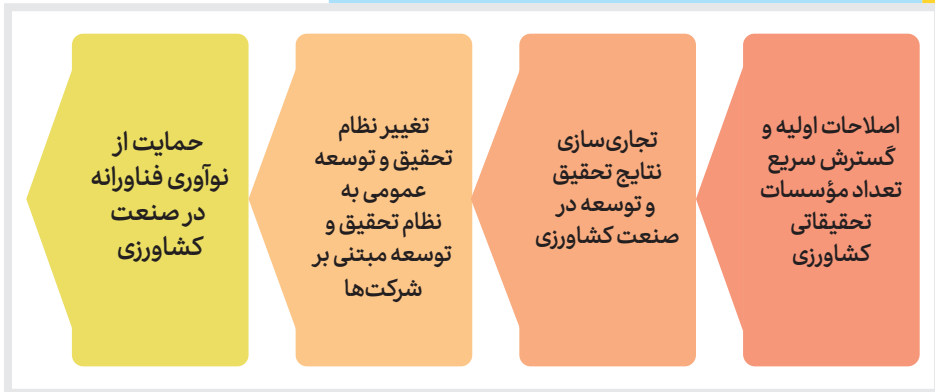 اصلاحات اولیه و
گسترش سریع
تعداد مؤسسات
تحقیقاتی
کشاورزی
تجاری‌سازی
نتایج تحقیق
و توسعه در
صنعت کشاورزی
تغییر نظام
تحقیق و توسعه
عمومی به
نظام تحقیق و
توسعه مبتنی بر
شرکت‌ها
حمایت از
نوآوری فناورانه
در صنعت
کشاورزی